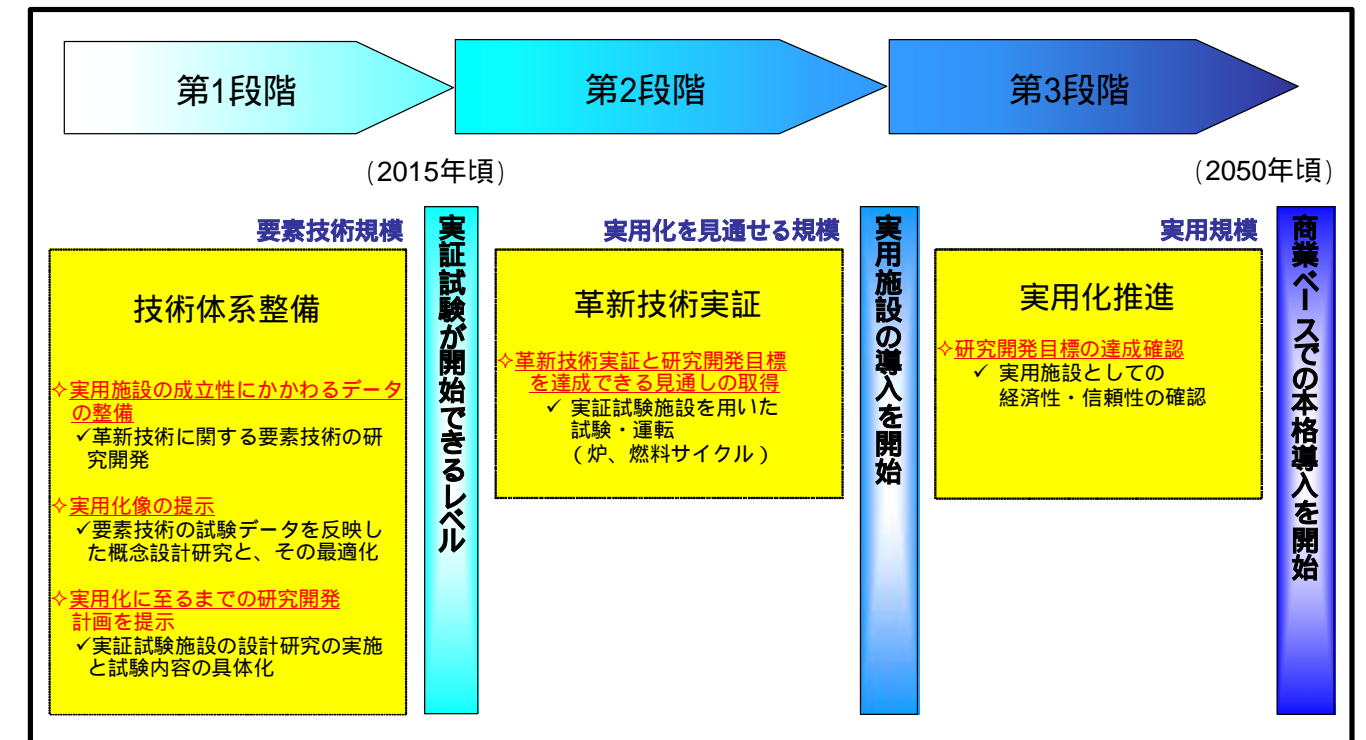 第1段階
第2段階
第3段階
(2015年頃)
(2050年頃)
要素技術規模
技術体系整備
✧実用施設の成立性にかかわるデータ
の整備
✓革新技術に関する要素技術の研
究開発
✧実用化像の提示
✓要素技術の試験データを反映し
た概念設計研究と、その最適化
✧実用化に至るまでの研究開発
計画を提示
✓実証試験施設の設計研究の実施
と試験内容の具体化
実証試験が開始できるレベル
実用化を見通せる規模
革新技術実証
✧革新技術実証と研究開発目標
を達成できる見通しの取得
✓ 実証試験施設を用いた
試験・運転
(炉、燃料サイクル)
実用施設の導入を開始
実用規模
実用化推進
✧研究開発目標の達成確認
✓ 実用施設としての
経済性・信頼性の確認
商業ベースでの本格導入を開始